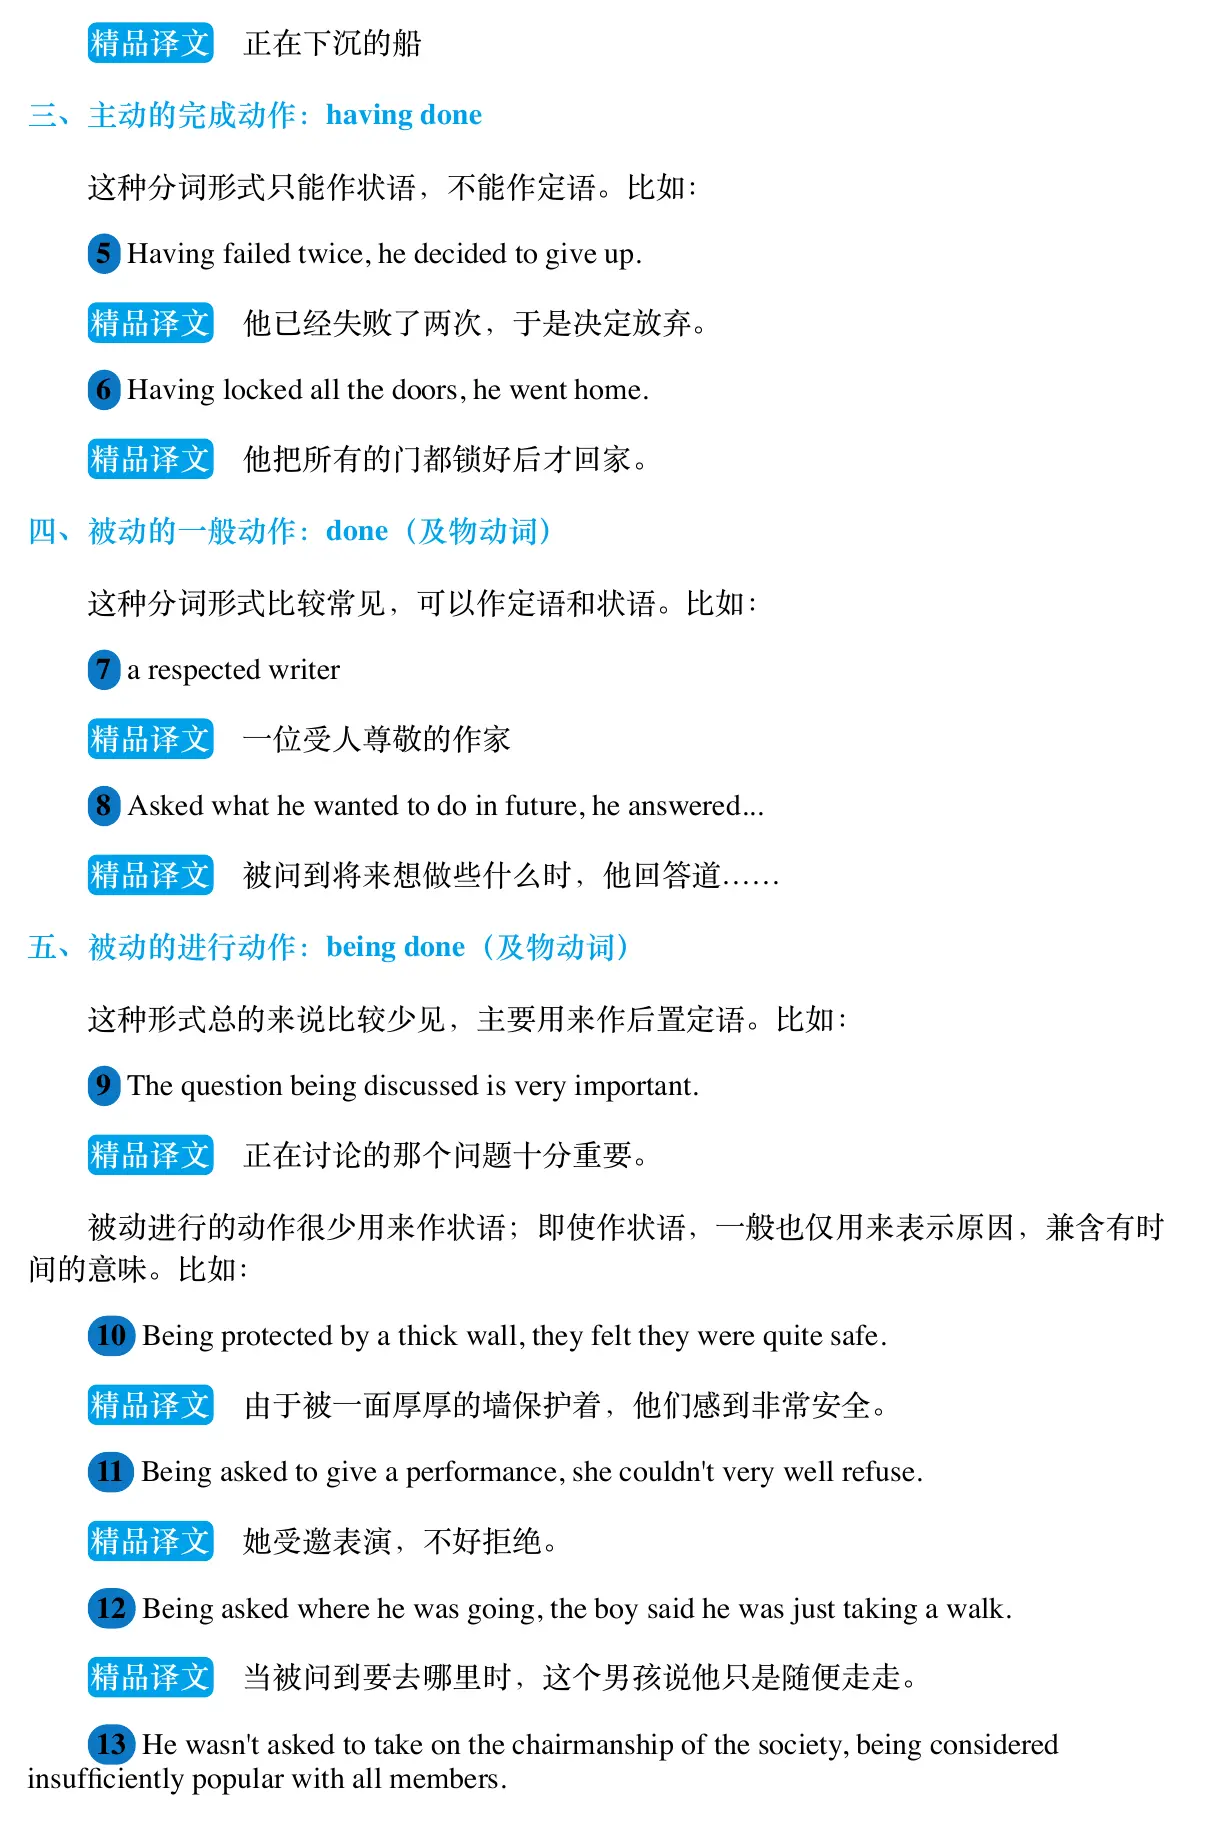 精品译文 正在下沉的船
三、主动的完成动作：having done
这种分词形式只能作状语，不能作定语。比如：
5 Having failed twice, he decided to give up.
精品译文 他已经失败了两次，于是决定放弃。
6 Having locked all the doors, he went home.
精品译文 他把所有的门都锁好后才回家。
四、被动的一般动作：done（及物动词）
这种分词形式比较常见，可以作定语和状语。比如：
7 a respected writer
精品译文 一位受人尊敬的作家
8 Asked what he wanted to do in future, he answered...
精品译文 被问到将来想做些什么时，他回答道……
五、被动的进行动作：being done（及物动词）
这种形式总的来说比较少见，主要用来作后置定语。比如：
9 The question being discussed is very important.
精品译文 正在讨论的那个问题十分重要。
被动进行的动作很少用来作状语；即使作状语，一般也仅用来表示原因，兼含有时
间的意味。比如：
10 Being protected by a thick wall, they felt they were quite safe.
精品译文 由于被一面厚厚的墙保护着，他们感到非常安全。
11 Being asked to give a performance, she couldn't very well refuse.
精品译文 她受邀表演，不好拒绝。
12 Being asked where he was going, the boy said he was just taking a walk.
精品译文 当被问到要去哪里时，这个男孩说他只是随便走走。
13 He wasn't asked to take on the chairmanship of the society, being considered
insufficiently popular with all members.